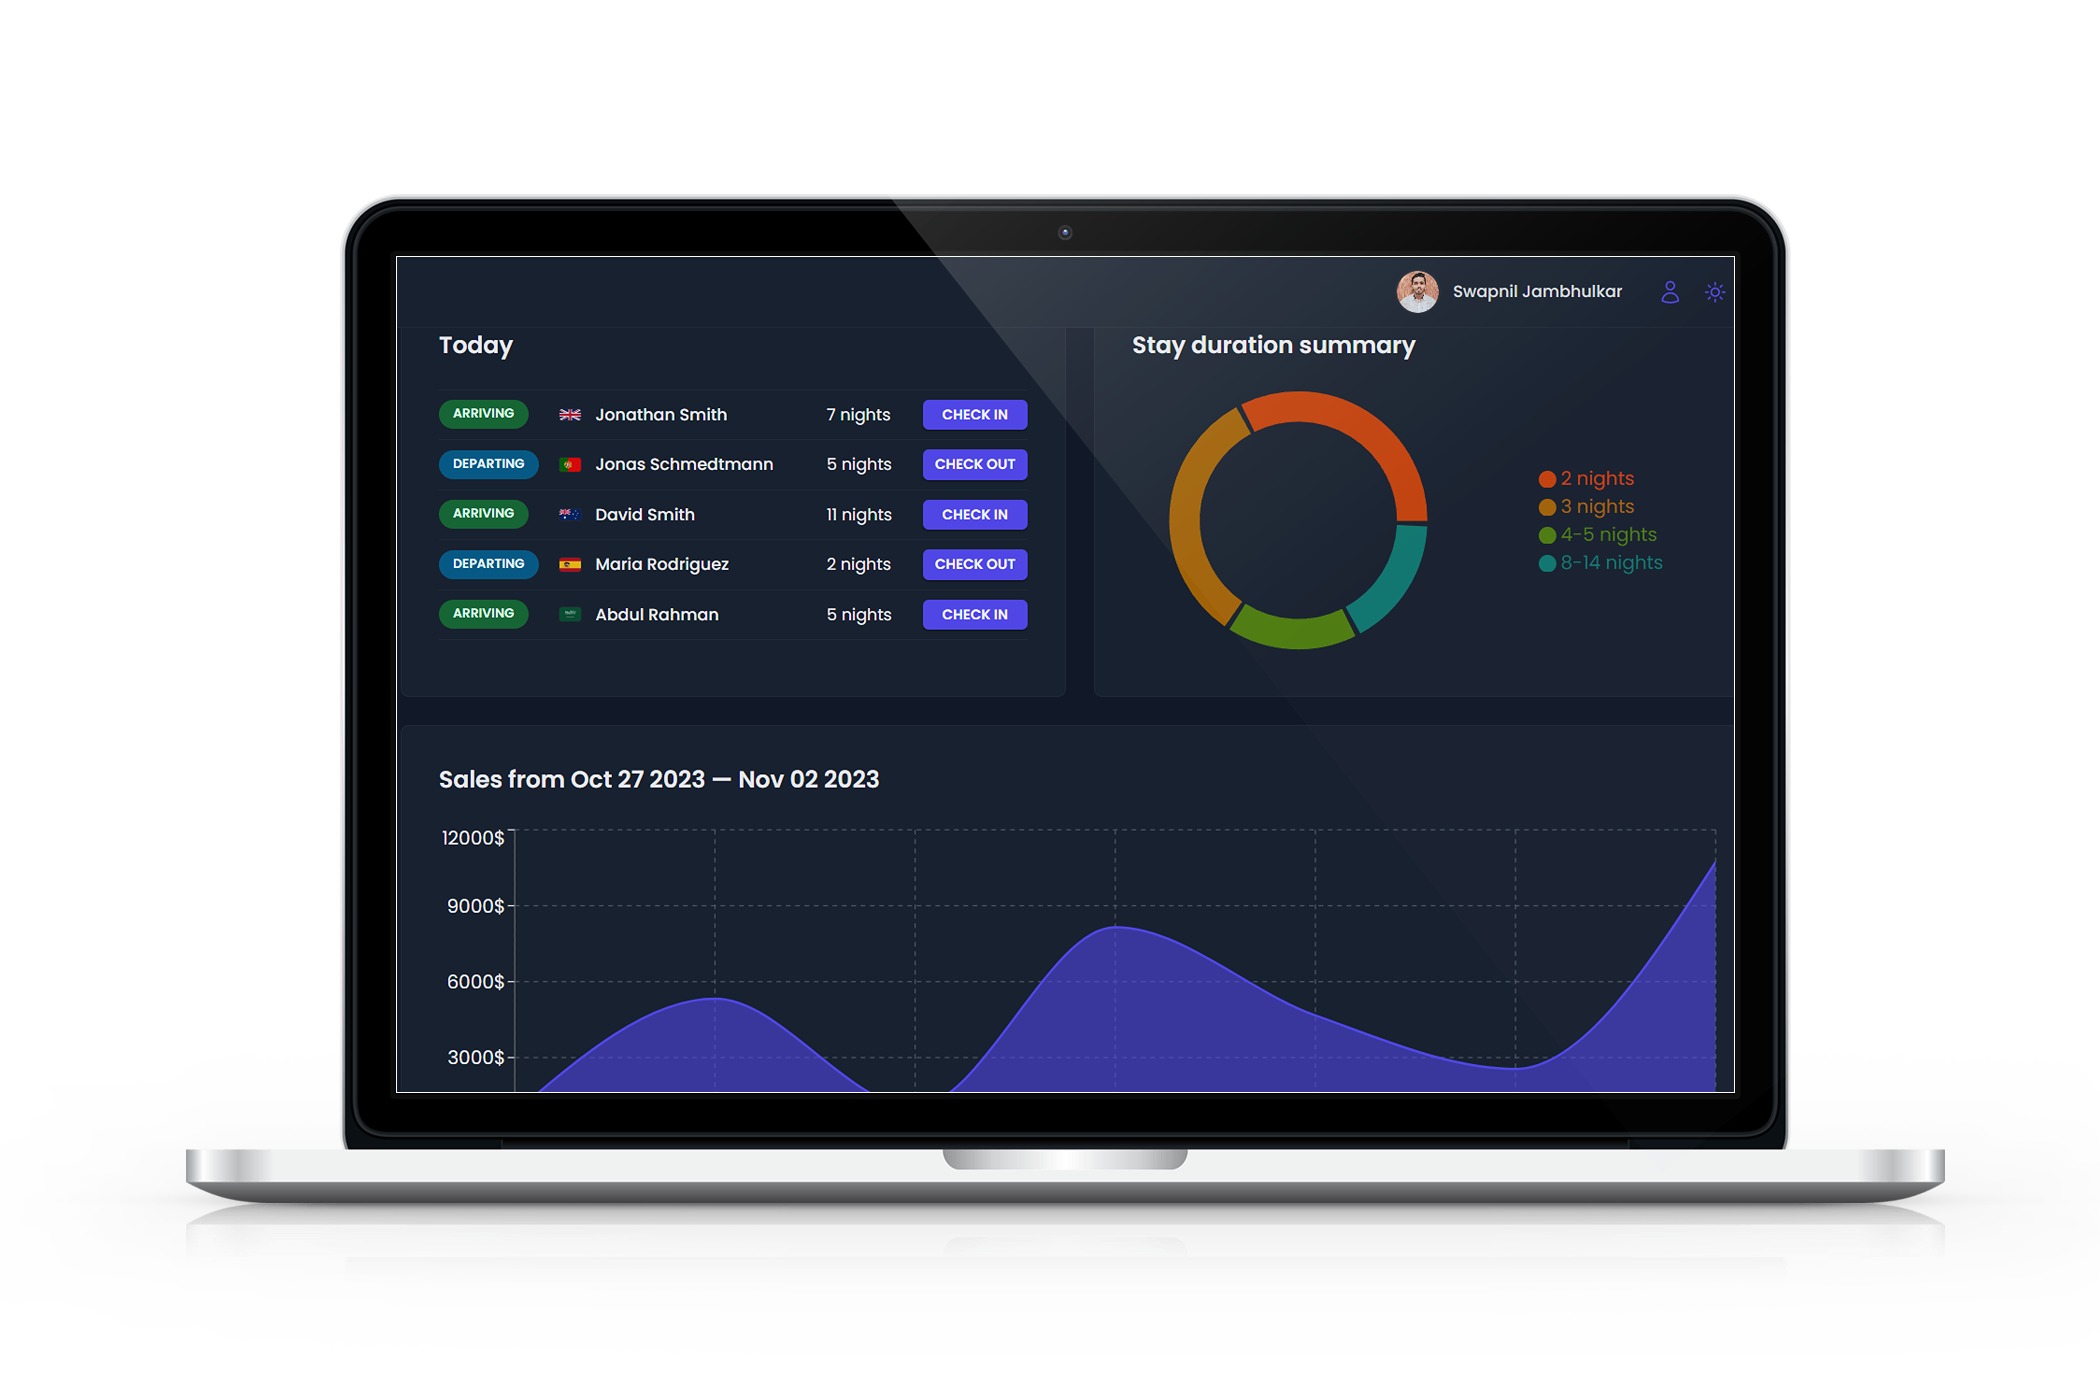 Swapnil Jambhulkar
Today
ARRIVING Jonathan Smith 7 nights CHECK IN
DEPARTING Jonas Schmedtmann 5 nights CHECK OUT
ARRIVING David Smith 11 nights CHECK IN
DEPARTING Maria Rodriguez 2 nights CHECK OUT
ARRIVING Abdul Rahman 5 nights CHECK IN
Stay duration summary
2 nights
3 nights
4-5 nights
8-14 nights
Sales from Oct 27 2023 — Nov 02 2023
12000$
9000$
6000$
3000$